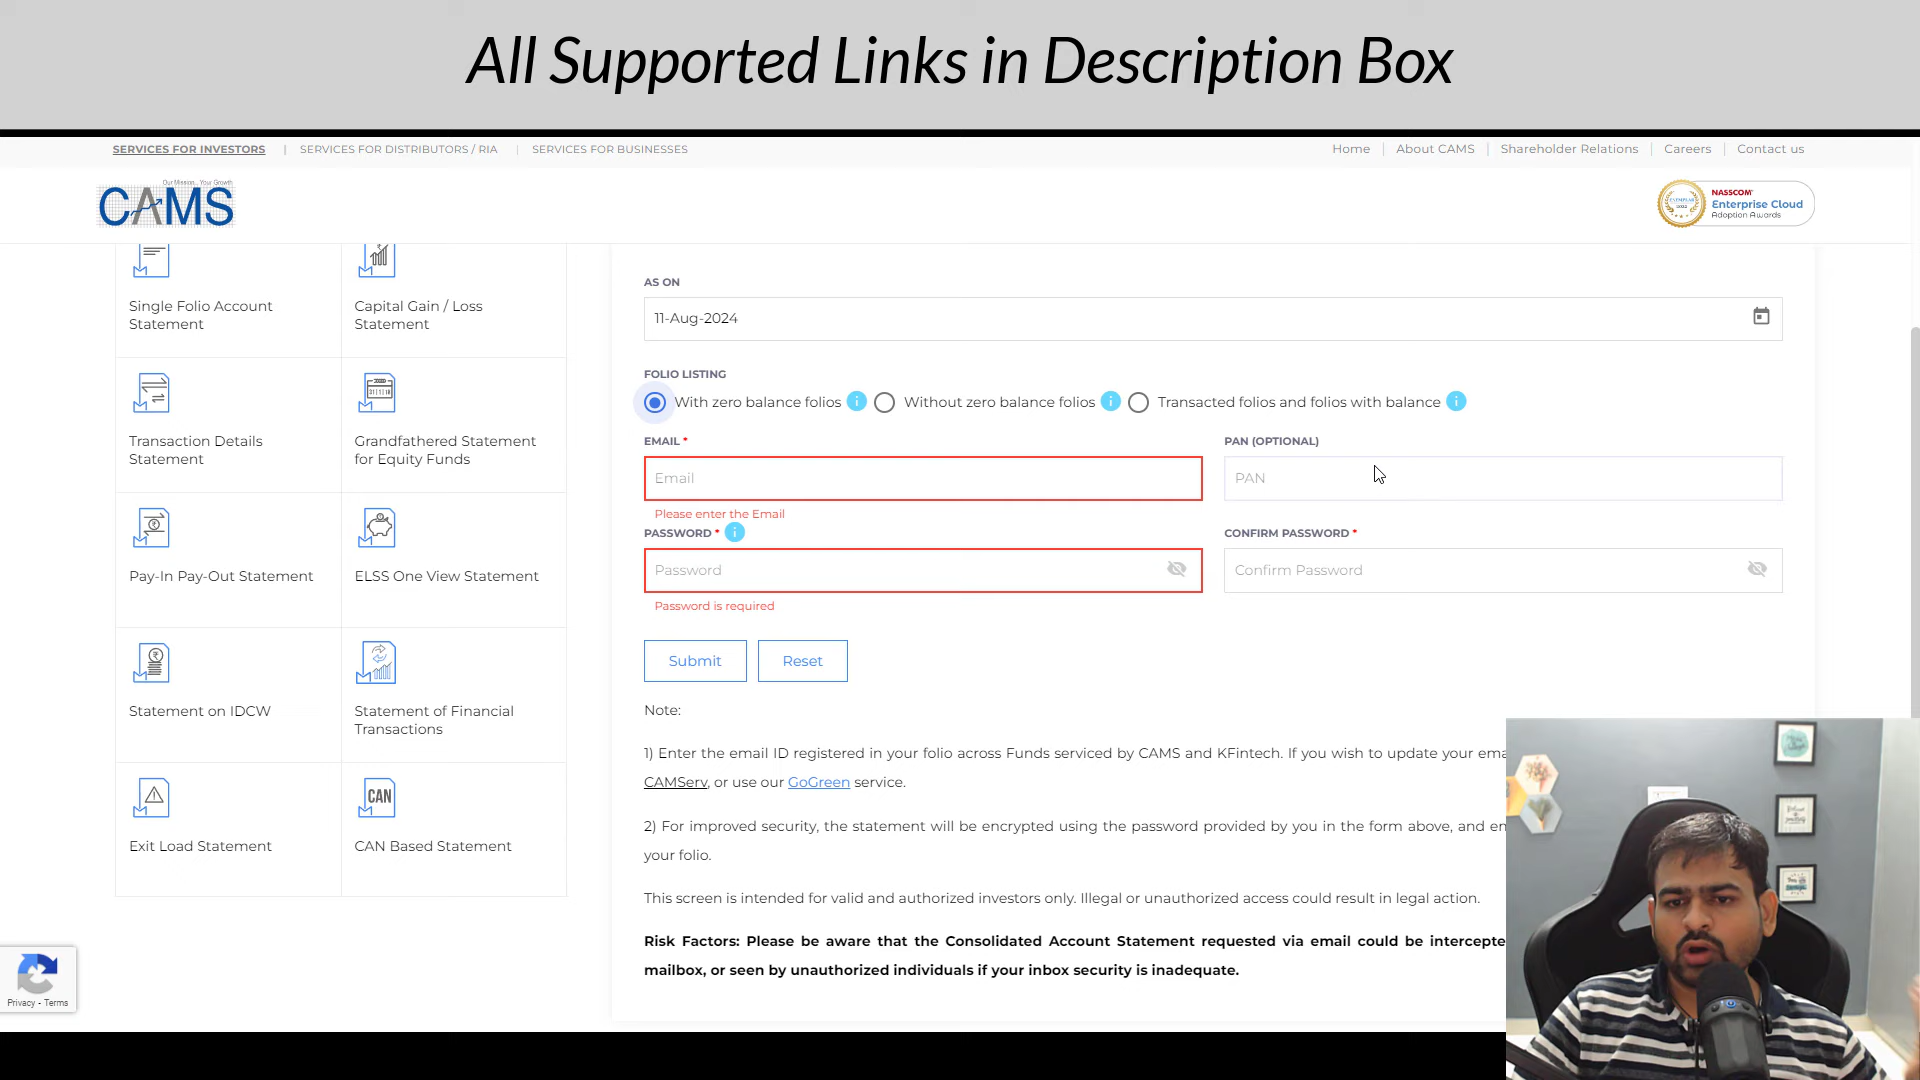 All Supported Links in Description Box
SERVICES FOR INVESTORS | SERVICES FOR DISTRIBUTORS / RIA | SERVICES FOR BUSINESSES
Home | About CAMS | Shareholder Relations | Careers | Contact us
Our Mission... Your Growth
CAMS
NASSCOM
Enterprise Cloud
Adoption Awards
Single Folio Account
Statement
Capital Gain / Loss
Statement
Transaction Details
Statement
Grandfathered Statement
for Equity Funds
Pay-In Pay-Out Statement
ELSS One View Statement
Statement on IDCW
Statement of Financial
Transactions
CAN
Exit Load Statement
CAN Based Statement
AS ON
11-Aug-2024
FOLIO LISTING
With zero balance folios i Without zero balance folios i Transacted folios and folios with balance i
EMAIL *
PAN (OPTIONAL)
Email
PAN
Please enter the Email
PASSWORD * i
CONFIRM PASSWORD *
Password
Confirm Password
Password is required
Submit
Reset
Note:
1) Enter the email ID registered in your folio across Funds serviced by CAMS and KFintech. If you wish to update your ema
CAMServ, or use our GoGreen service.
2) For improved security, the statement will be encrypted using the password provided by you in the form above, and en
your folio.
This screen is intended for valid and authorized investors only. Illegal or unauthorized access could result in legal action.
Risk Factors: Please be aware that the Consolidated Account Statement requested via email could be intercepte
mailbox, or seen by unauthorized individuals if your inbox security is inadequate.
Privacy - Terms